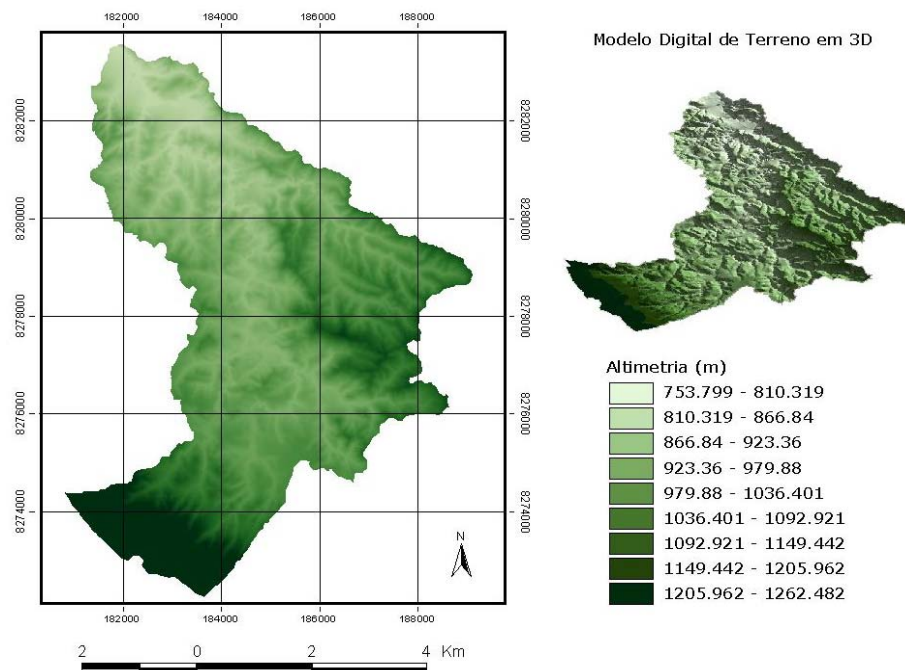 182000 184000 186000 188000
Modelo Digital de Terreno em 3D
8282000 8282000
8280000 8280000
8278000 8278000
8276000 8276000
8274000 8274000
Altimetria (m)
753.799 - 810.319
810.319 - 866.84
866.84 - 923.36
923.36 - 979.88
979.88 - 1036.401
1036.401 - 1092.921
1092.921 - 1149.442
1149.442 - 1205.962
1205.962 - 1262.482
N
182000 184000 186000 188000
2 0 2 4 Km